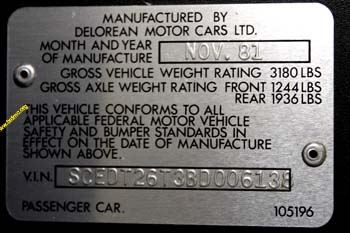 MANUFACTURED BY
DELOREAN MOTOR CARS LTD.
MONTH AND YEAR
OF MANUFACTURE NOV. 81
GROSS VEHICLE WEIGHT RATING 3180 LBS
GROSS AXLE WEIGHT RATING FRONT 1244 LBS
REAR 1936 LBS
THIS VEHICLE CONFORMS TO ALL
APPLICABLE FEDERAL MOTOR VEHICLE
SAFETY AND BUMPER STANDARDS IN
EFFECT ON THE DATE OF MANUFACTURE
SHOWN ABOVE.
V.I.N.
PASSENGER CAR. 105196